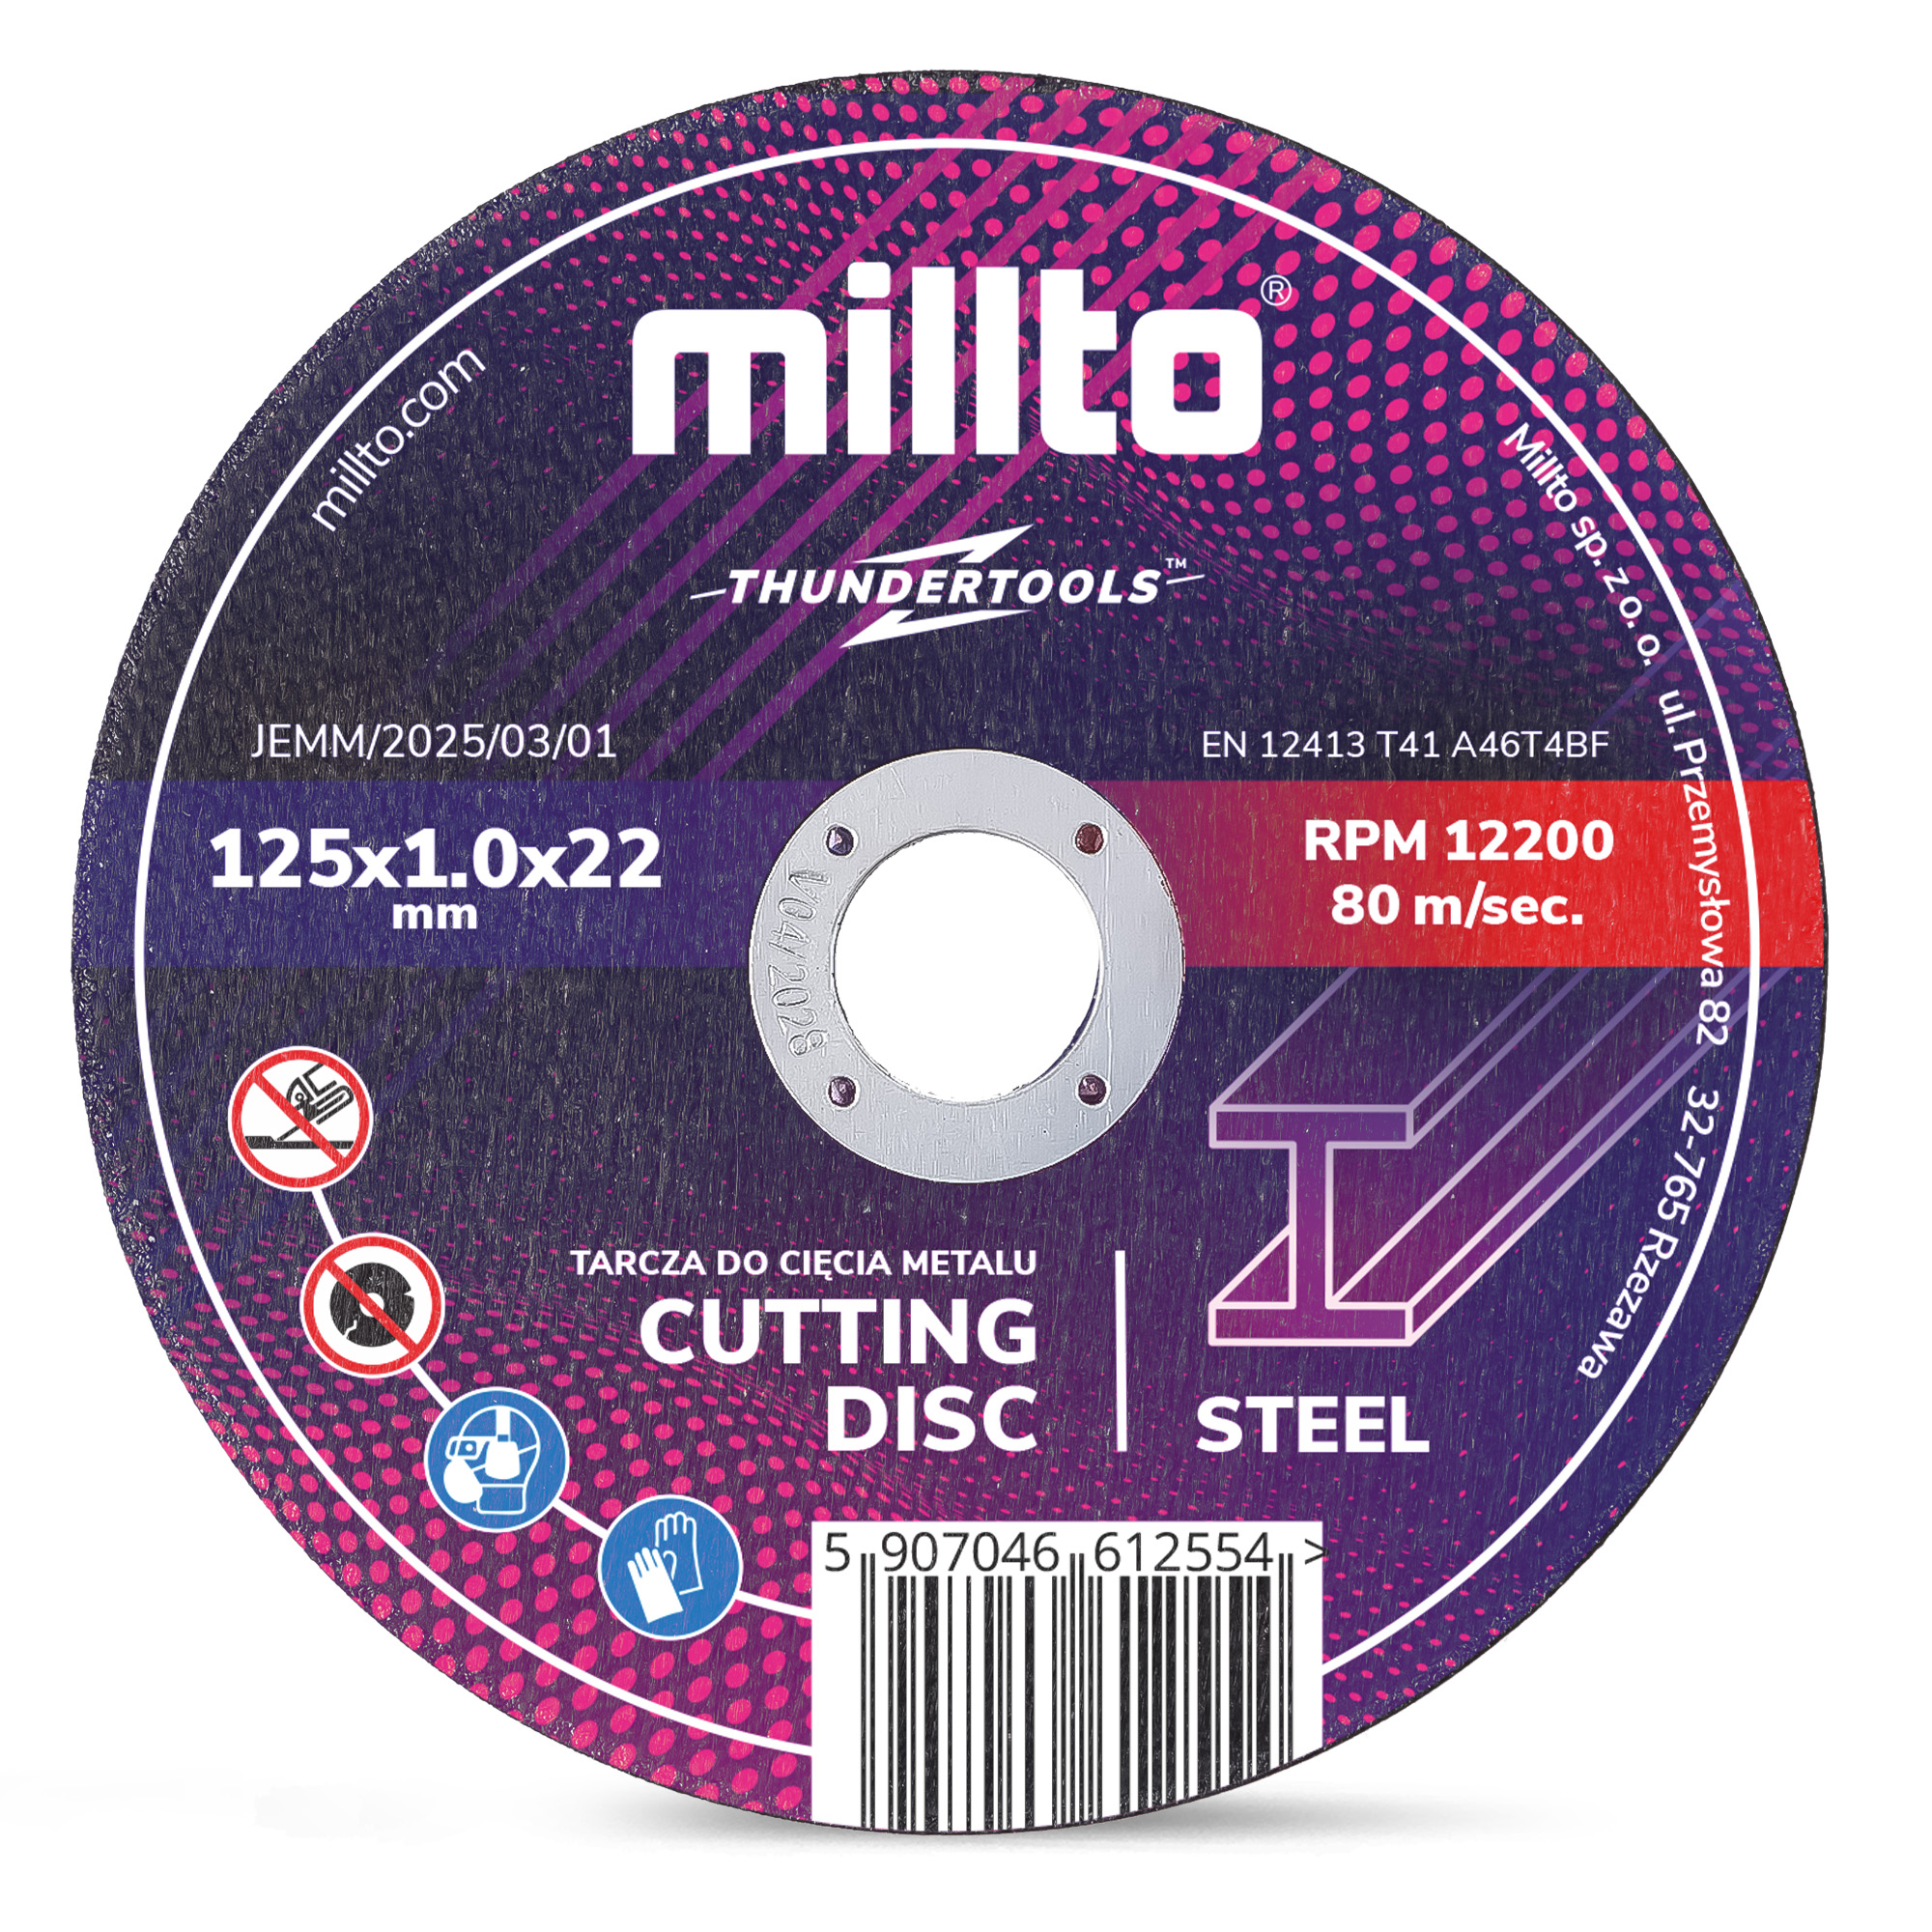 millto®
millto.com
THUNDERTOOLS™
Millto sp. z o. o. ul. Przemysłowa 82 32-765 Rzezawa
JEMM/2025/03/01
EN 12413 T41 A46T4BF
125x1.0x22
mm
RPM 12200
80 m/sec.
V04/2028
TARCZA DO CIĘCIA METALU
CUTTING
DISC
STEEL
5 907046 612554 >